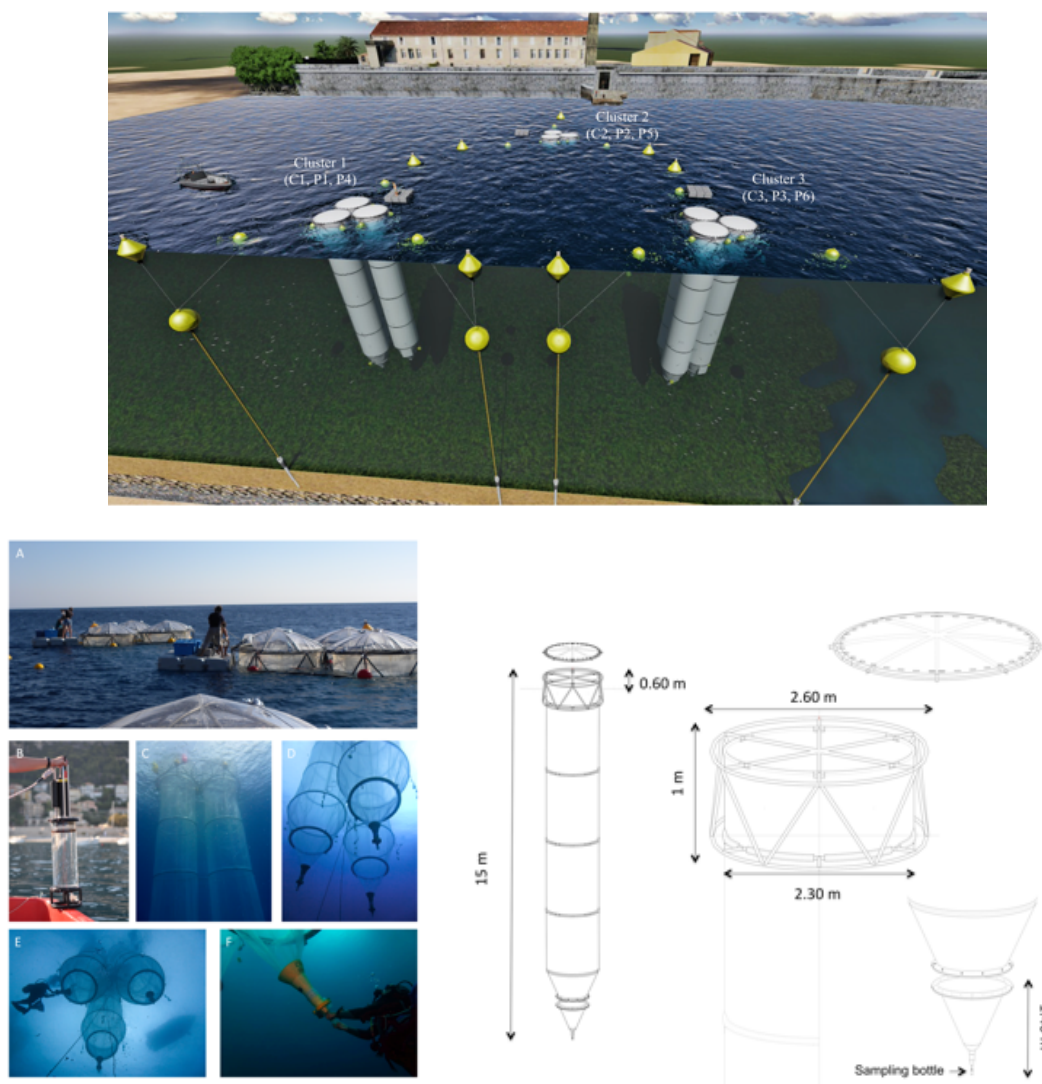 Cluster 2
(C2, P2, P5)
Cluster 1
(C1, P1, P4)
Cluster 3
(C3, P3, P6)
A
B
C
D
E
F
0.60 m
15 m
2.60 m
1 m
2.30 m
Sampling bottle